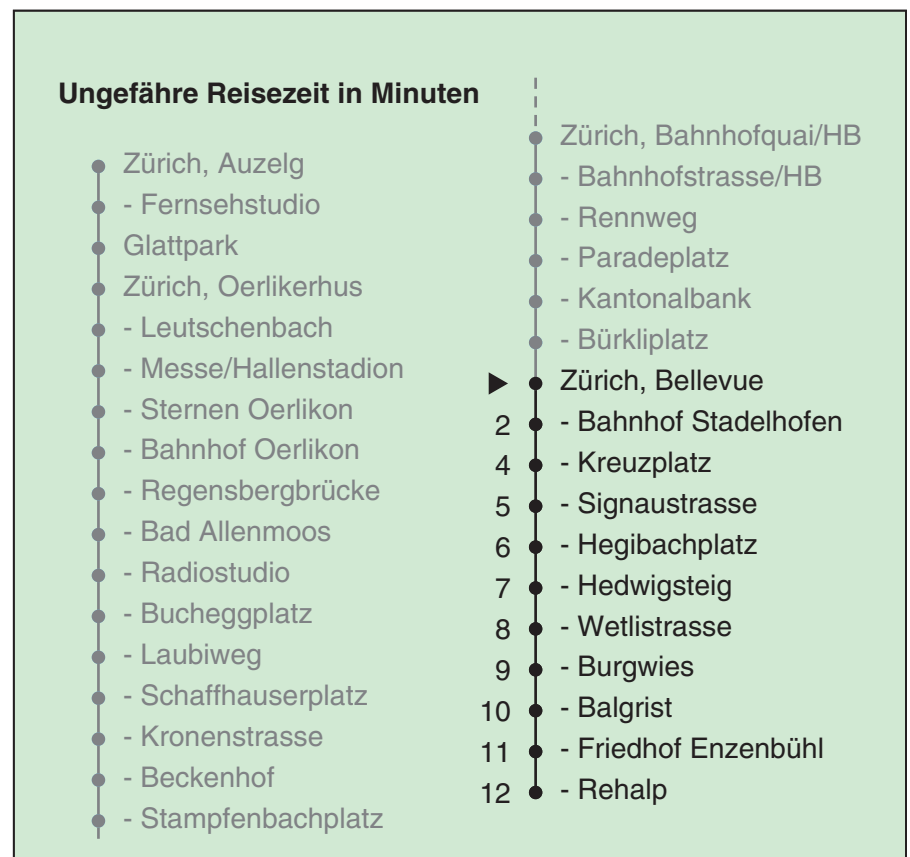 Ungefähre Reisezeit in Minuten
Zürich, Auzelg
- Fernsehstudio
Glattpark
Zürich, Oerlikerhus
- Leutschenbach
- Messe/Hallenstadion
- Sternen Oerlikon
- Bahnhof Oerlikon
- Regensbergbrücke
- Bad Allenmoos
- Radiostudio
- Bucheggplatz
- Laubiweg
- Schaffhauserplatz
- Kronenstrasse
- Beckenhof
- Stampfenbachplatz
Zürich, Bahnhofquai/HB
- Bahnhofstrasse/HB
- Rennweg
- Paradeplatz
- Kantonalbank
- Bürkliplatz
Zürich, Bellevue
2 - Bahnhof Stadelhofen
4 - Kreuzplatz
5 - Signaustrasse
6 - Hegibachplatz
7 - Hedwigsteig
8 - Wetlistrasse
9 - Burgwies
10 - Balgrist
11 - Friedhof Enzenbühl
12 - Rehalp